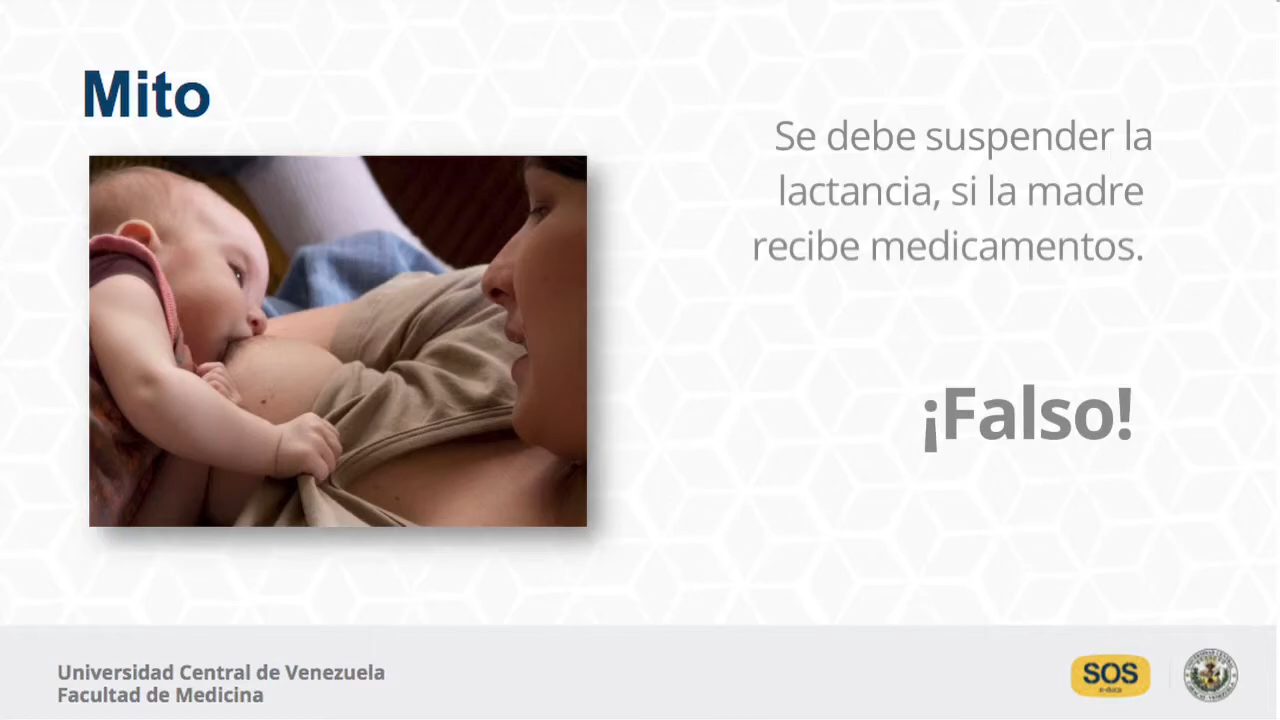 Mito
Se debe suspender la
lactancia, si la madre
recibe medicamentos.
¡Falso!
Universidad Central de Venezuela
Facultad de Medicina
SOS
e-duca